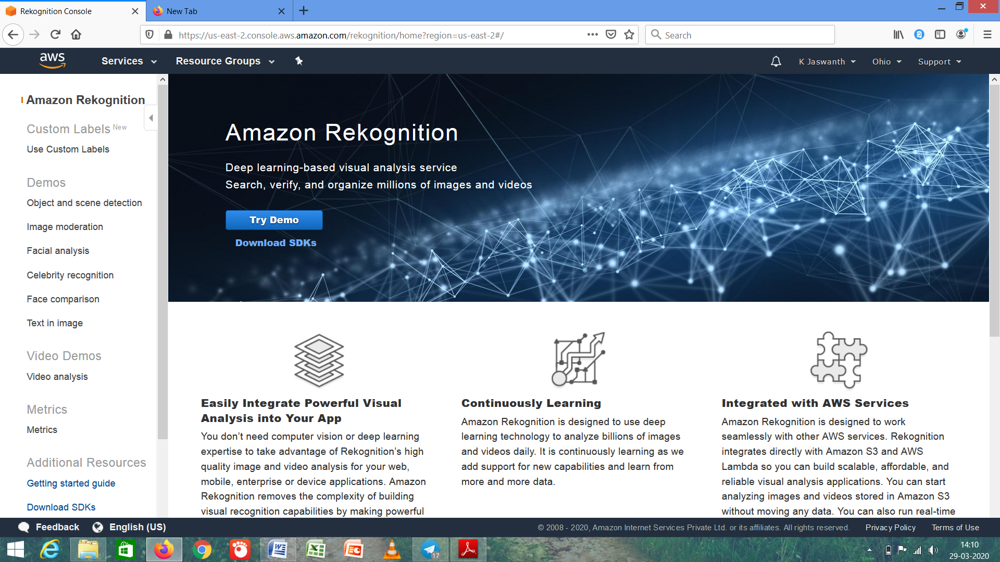 Rekognition Console
New Tab
https://us-east-2.console.aws.amazon.com/rekognition/home?region=us-east-2#/
Search
aws
Services
Resource Groups
K Jaswanth
Ohio
Support
Amazon Rekognition
Custom Labels New
Use Custom Labels
Demos
Object and scene detection
Image moderation
Facial analysis
Celebrity recognition
Face comparison
Text in image
Video Demos
Video analysis
Metrics
Metrics
Additional Resources
Getting started guide
Download SDKs
Amazon Rekognition
Deep learning-based visual analysis service
Search, verify, and organize millions of images and videos
Try Demo
Download SDKs
Easily Integrate Powerful Visual
Analysis into Your App
You don’t need computer vision or deep learning
expertise to take advantage of Rekognition’s high
quality image and video analysis for your web,
mobile, enterprise or device applications. Amazon
Rekognition removes the complexity of building
visual recognition capabilities by making powerful
Continuously Learning
Amazon Rekognition is designed to use deep
learning technology to analyze billions of images
and videos daily. It is continuously learning as we
add support for new capabilities and learn from
more and more data.
Integrated with AWS Services
Amazon Rekognition is designed to work
seamlessly with other AWS services. Rekognition
integrates directly with Amazon S3 and AWS
Lambda so you can build scalable, affordable, and
reliable visual analysis applications. You can start
analyzing images and videos stored in Amazon S3
without moving any data. You can also run real-time
Feedback
English (US)
© 2008 - 2020, Amazon Internet Services Private Ltd. or its affiliates. All rights reserved.
Privacy Policy
Terms of Use
17
14:10
29-03-2020